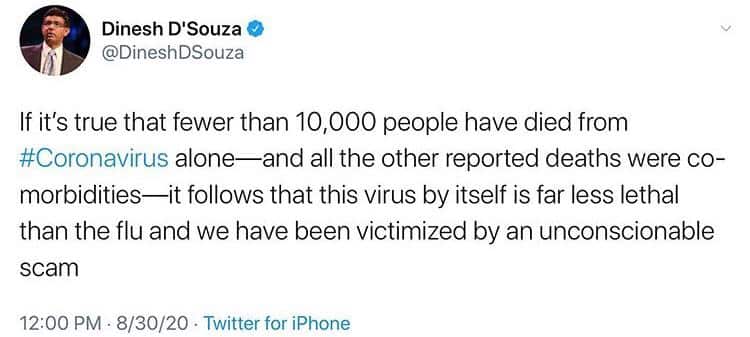 Dinesh D'Souza
@DineshDSouza
If it's true that fewer than 10,000 people have died from
#Coronavirus alone—and all the other reported deaths were co-
morbidities—it follows that this virus by itself is far less lethal
than the flu and we have been victimized by an unconscionable
scam
12:00 PM · 8/30/20 · Twitter for iPhone